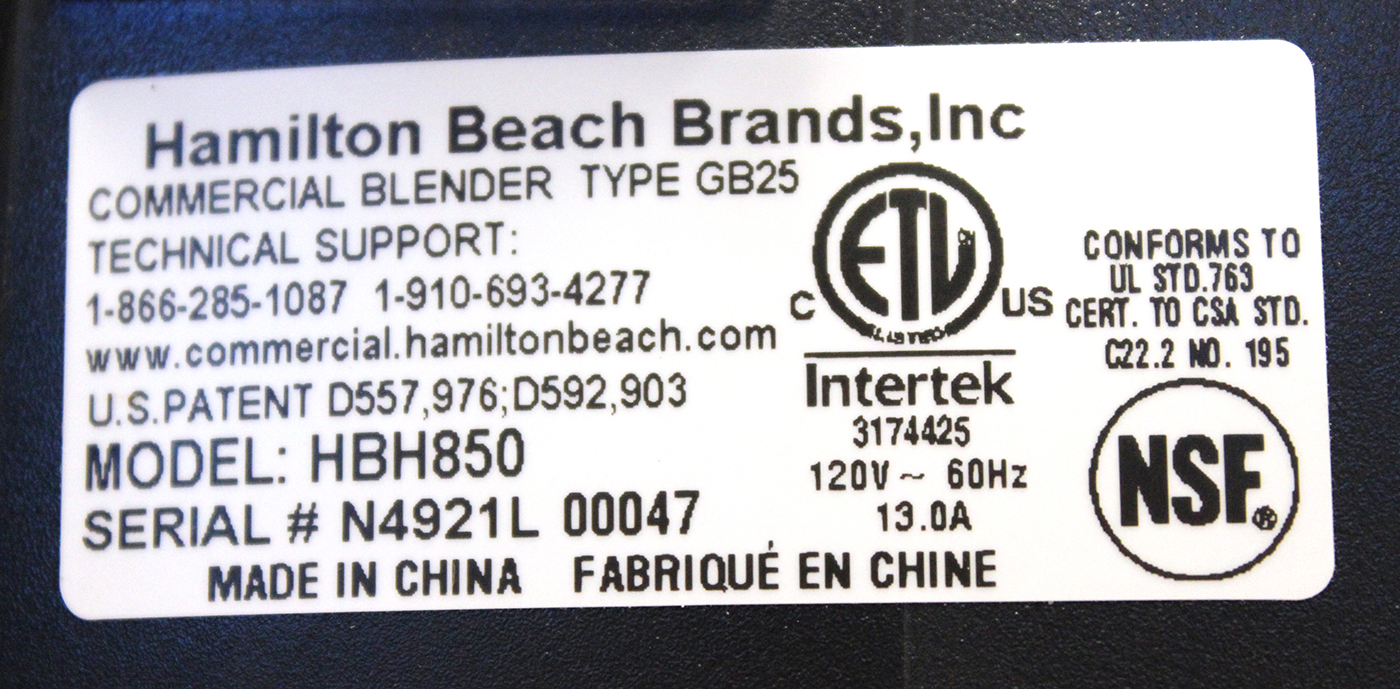 Hamilton Beach Brands,Inc
COMMERCIAL BLENDER TYPE GB25
TECHNICAL SUPPORT:
1-866-285-1087 1-910-693-4277
www.commercial.hamiltonbeach.com
U.S.PATENT D557,976;D592,903
MODEL: HBH850
SERIAL # N4921L 00047
MADE IN CHINA FABRIQUÉ EN CHINE
ETL
C US
Intertek
3174425
120V ~ 60Hz
13.0A
CONFORMS TO
UL STD.763
CERT. TO CSA STD.
C22.2 NO. 195
NSF®